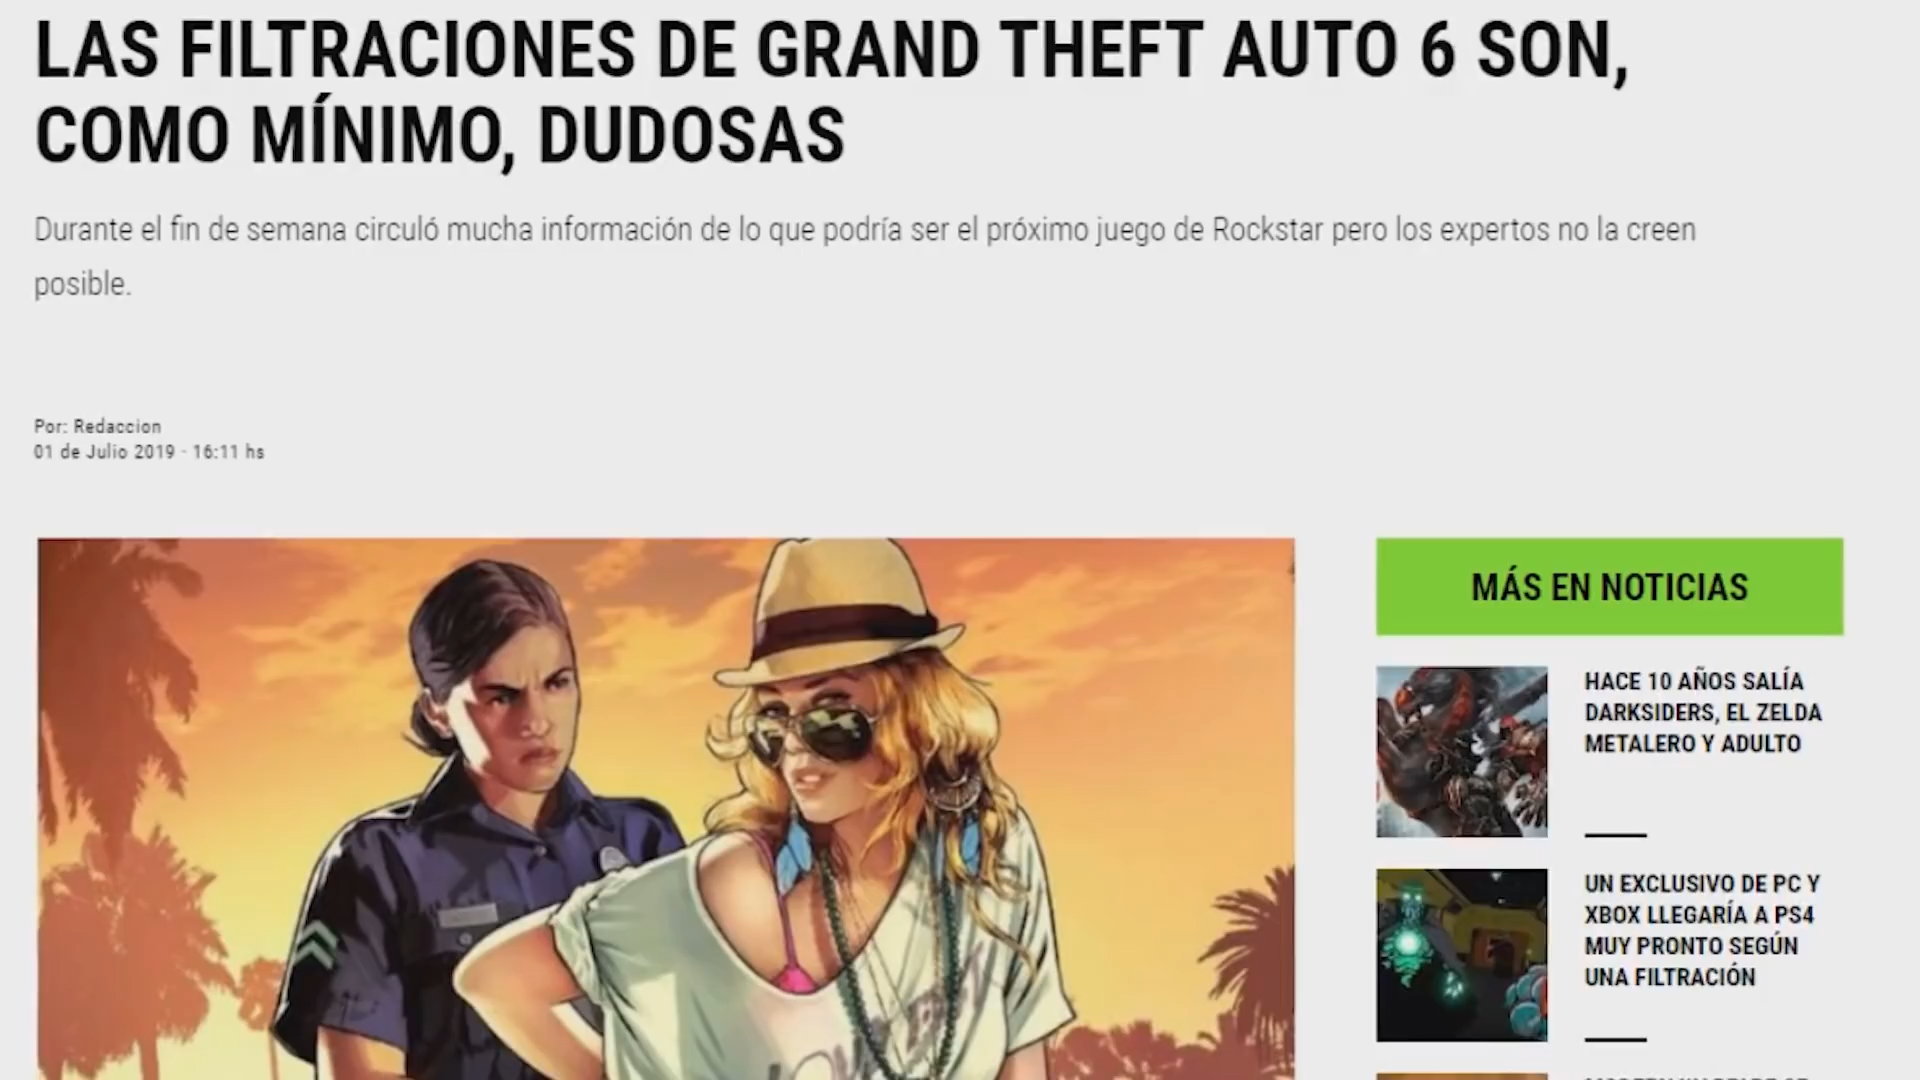 LAS FILTRACIONES DE GRAND THEFT AUTO 6 SON,
COMO MÍNIMO, DUDOSAS
Durante el fin de semana circuló mucha información de lo que podría ser el próximo juego de Rockstar pero los expertos no la creen
posible.
Por: Redaccion
01 de Julio 2019 - 16:11 hs
MÁS EN NOTICIAS
HACE 10 AÑOS SALÍA
DARKSIDERS, EL ZELDA
METALERO Y ADULTO
UN EXCLUSIVO DE PC Y
XBOX LLEGARÍA A PS4
MUY PRONTO SEGÚN
UNA FILTRACIÓN